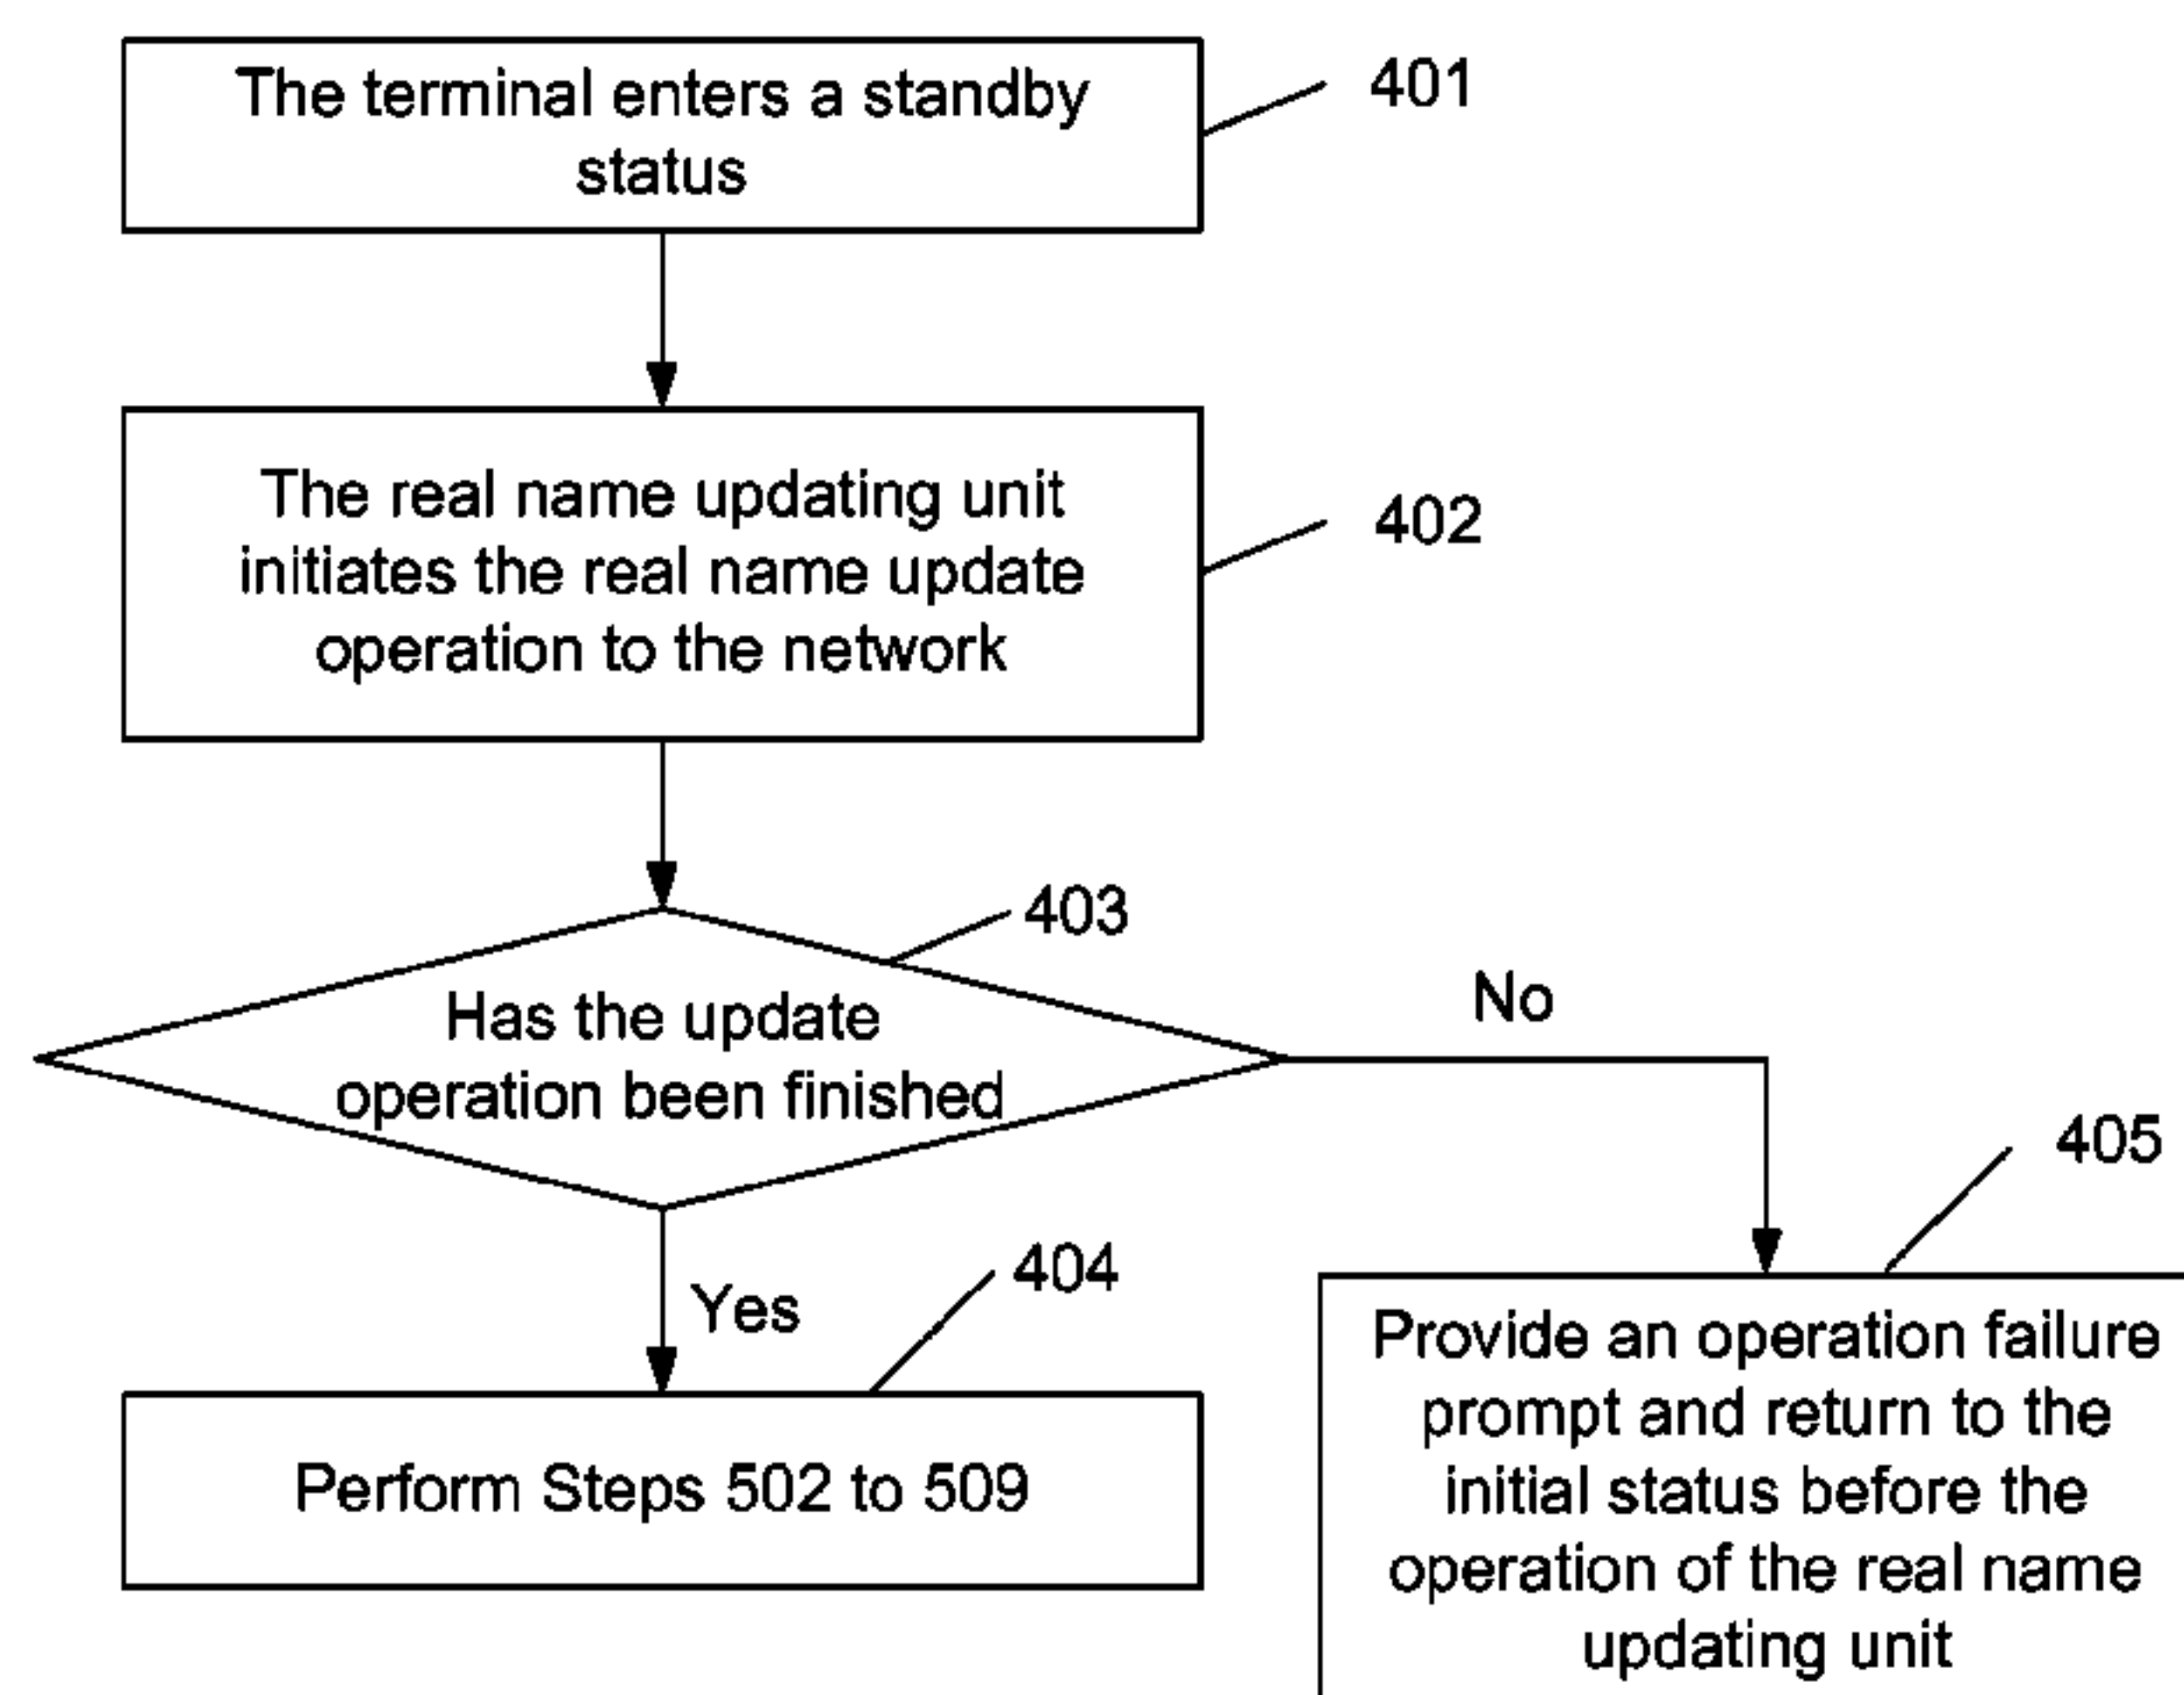 The terminal enters a standby
status
401
The real name updating unit
initiates the real name update
operation to the network
402
403
Has the update
operation been finished
No
Yes
404
Perform Steps 502 to 509
405
Provide an operation failure
prompt and return to the
initial status before the
operation of the real name
updating unit